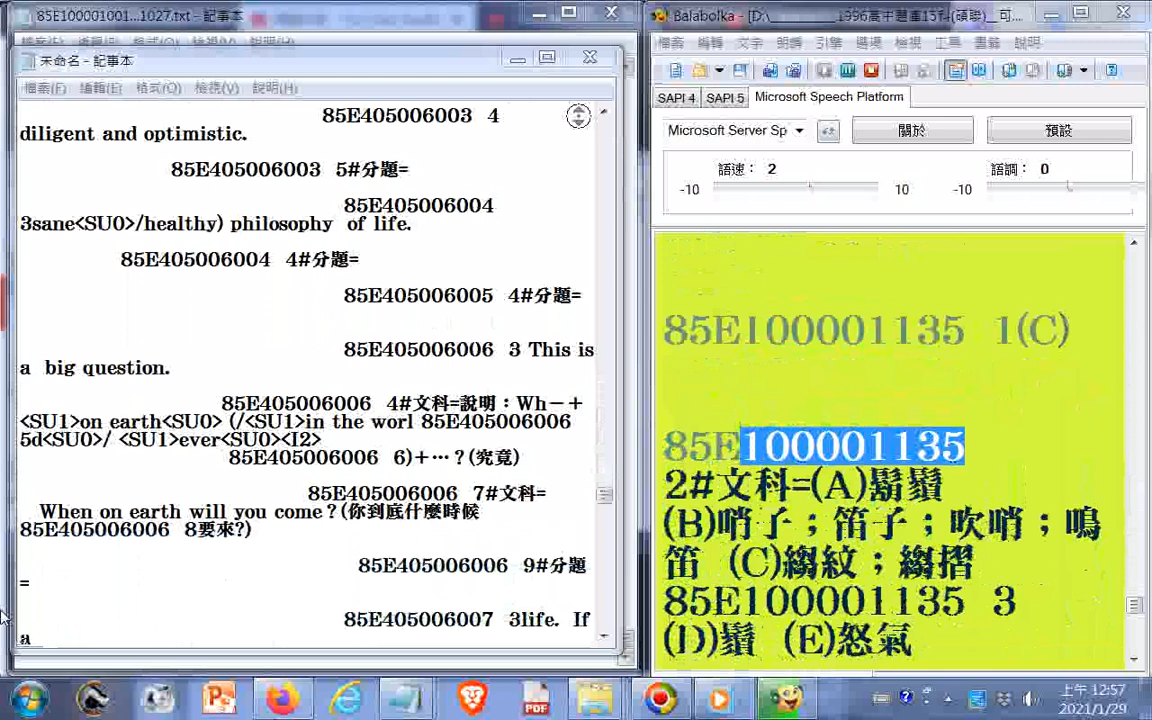 85E100001001...1027.txt - 記事本
未命名 - 記事本
檔案(F) 編輯(E) 格式(O) 檢視(V) 說明(H)
85E405006003 4
diligent and optimistic.
85E405006003 5#分題=
85E405006004
3sane<SU0>/healthy) philosophy of life.
85E405006004 4#分題=
85E405006005 4#分題=
85E405006006 3 This is
a big question.
85E405006006 4#文科=說明：Wh－＋
<SU1>on earth<SU0> (/<SU1>in the worl 85E405006006
5d<SU0>/ <SU1>ever<SU0><I2>
85E405006006 6)＋…？(究竟)
85E405006006 7#文科=
When on earth will you come？(你到底什麼時候
85E405006006 8要來?)
85E405006006 9#分題
=
85E405006007 3life. If
a
Balabolka - [D:\
檔案 編輯 文字 朗讀 引擎 選項 檢視 工具 書籤 說明
SAPI 4 SAPI 5 Microsoft Speech Platform
Microsoft Server Sp 關於 預設
語速： 2 語調： 0
-10 10 -10
85E100001135 1(C)
85E100001135
2#文科=(A)鬍鬚
(B)哨子；笛子；吹哨；鳴
笛 (C)縐紋；縐摺
85E100001135 3
(D)鬚 (E)怒氣
PDF
上午 12:57
2021/1/29